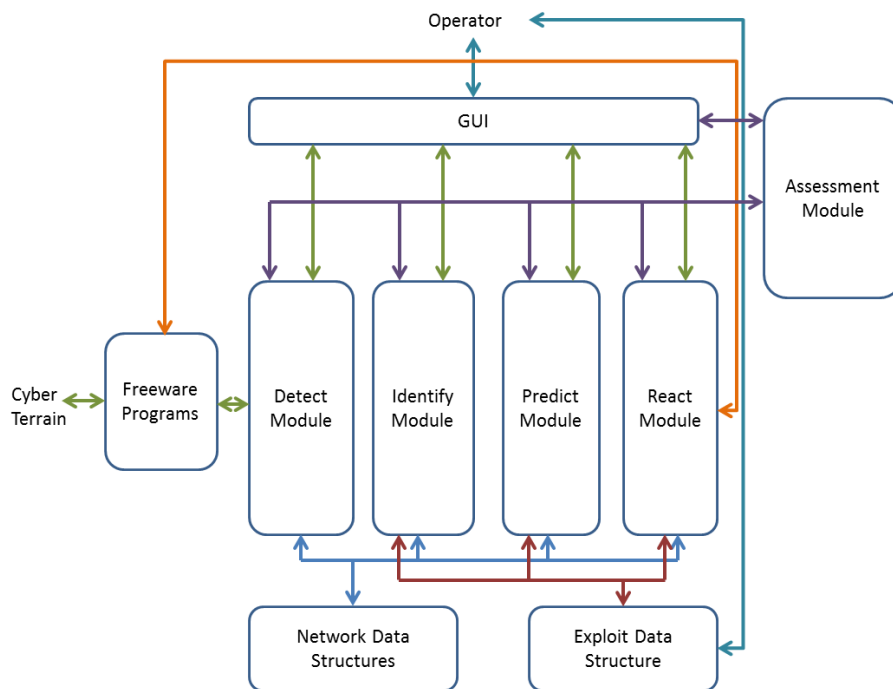 Operator
GUI
Assessment
Module
Cyber
Terrain
Freeware
Programs
Detect
Module
Identify
Module
Predict
Module
React
Module
Network Data
Structures
Exploit Data
Structure